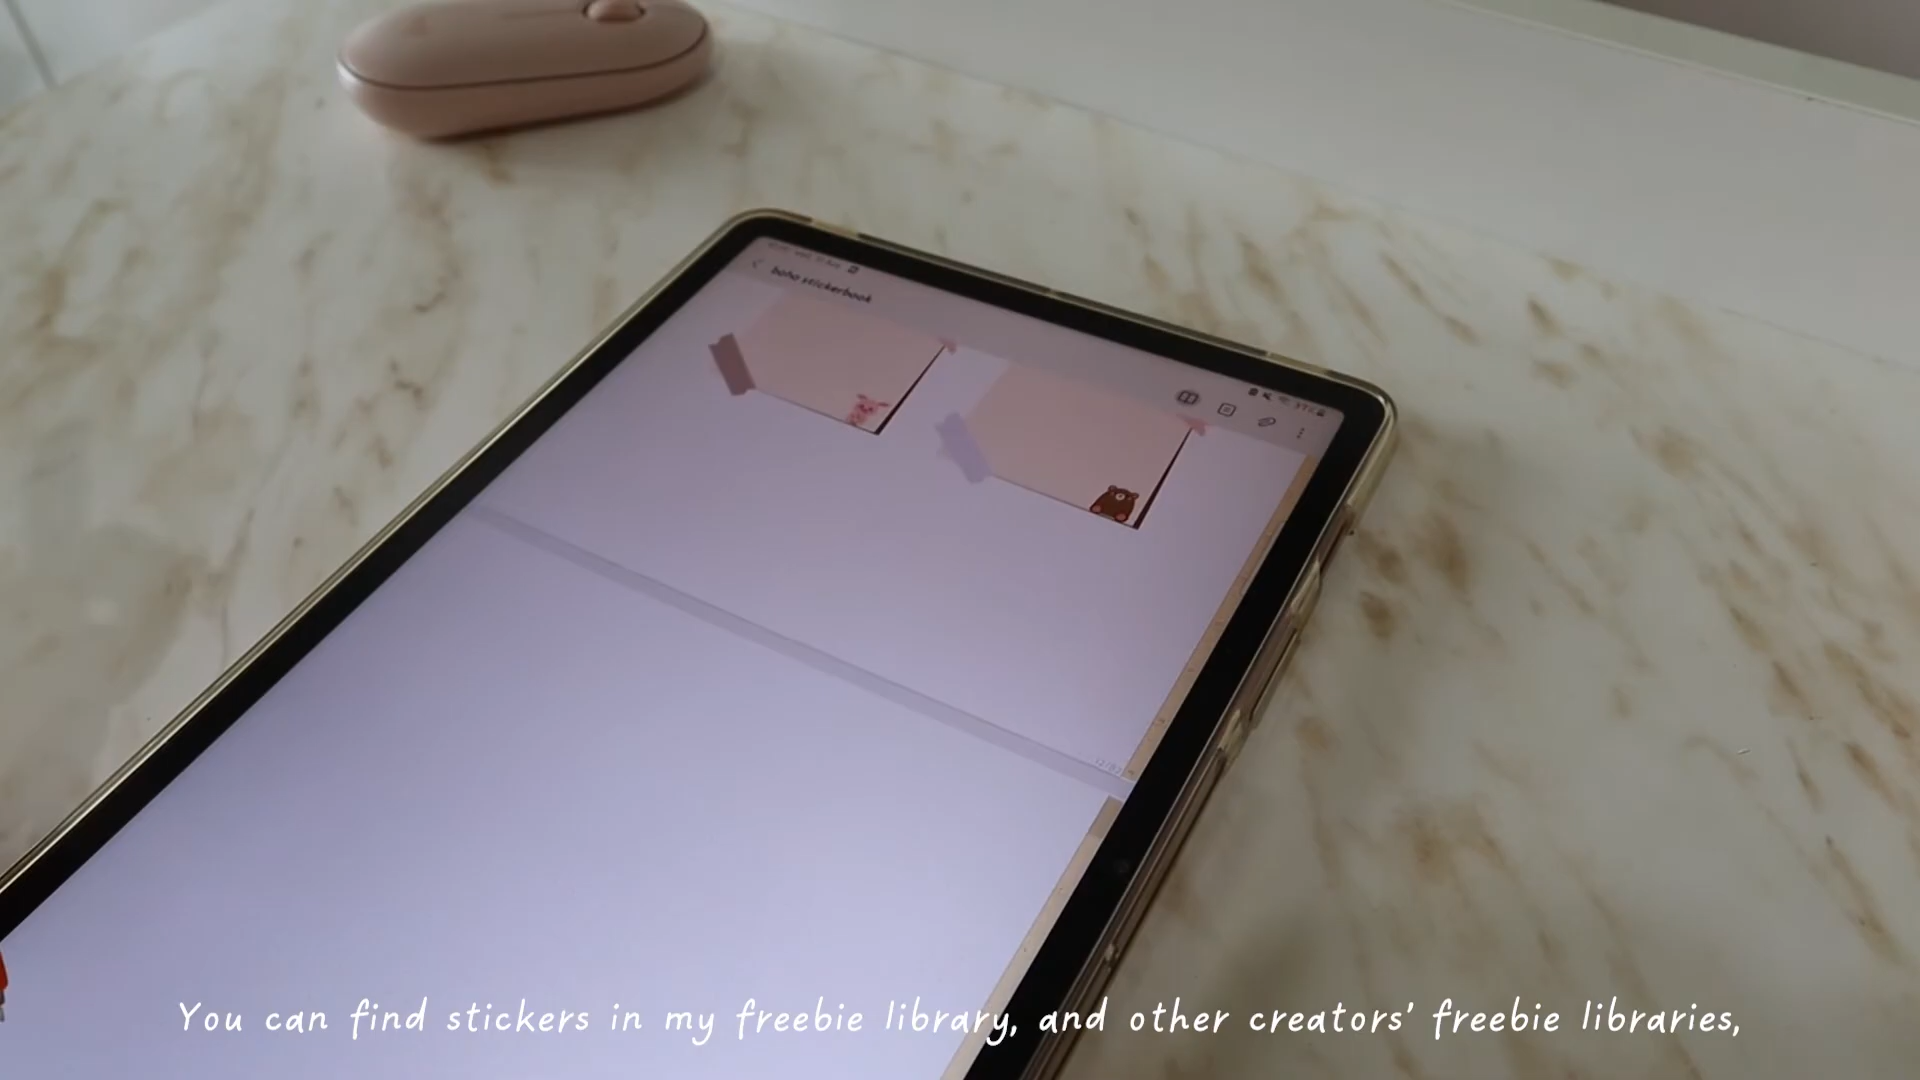 boho stickerbook
You can find stickers in my freebie library, and other creators' freebie libraries,